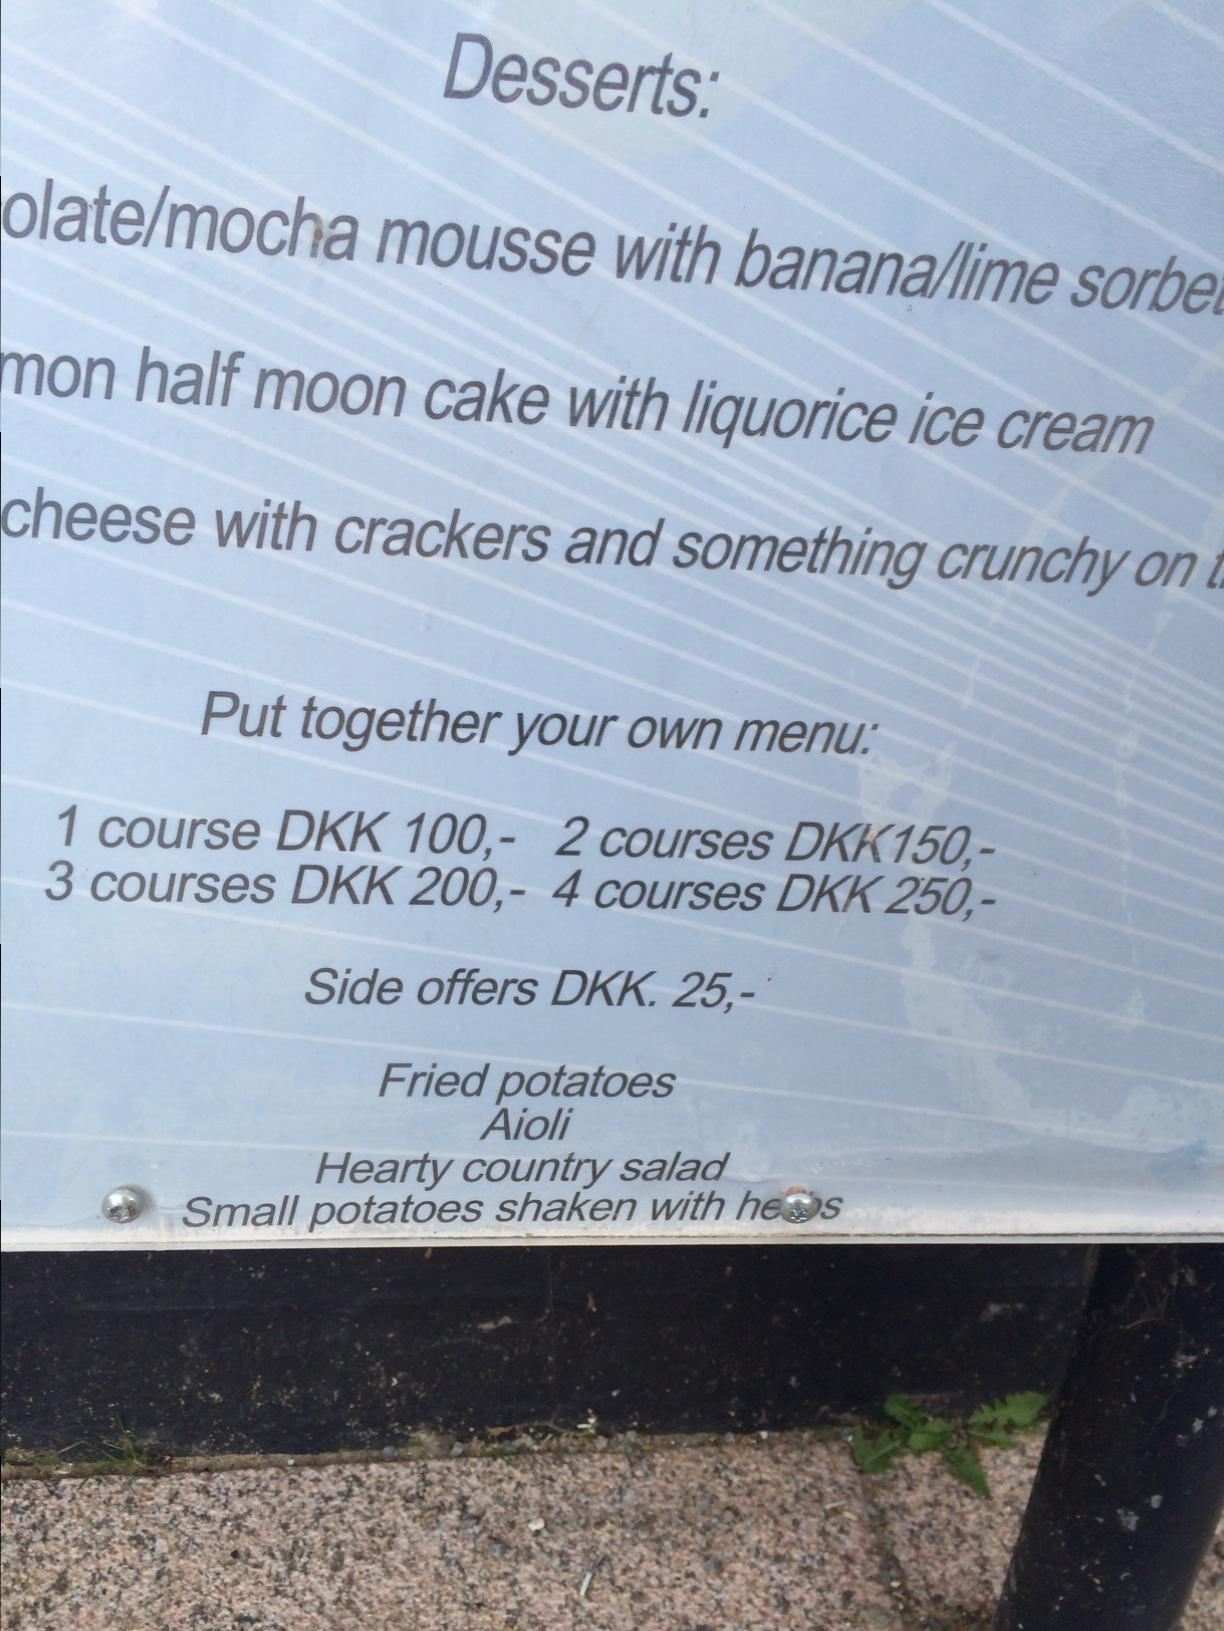 Desserts:
olate/mocha mousse with banana/lime sorbet
mon half moon cake with liquorice ice cream
cheese with crackers and something crunchy on
Put together your own menu:
1 course DKK 100,- 2 courses DKK150,-
3 courses DKK 200,- 4 courses DKK 250,-
Side offers DKK. 25,-
Fried potatoes
Aioli
Hearty country salad
Small potatoes shaken with herbs